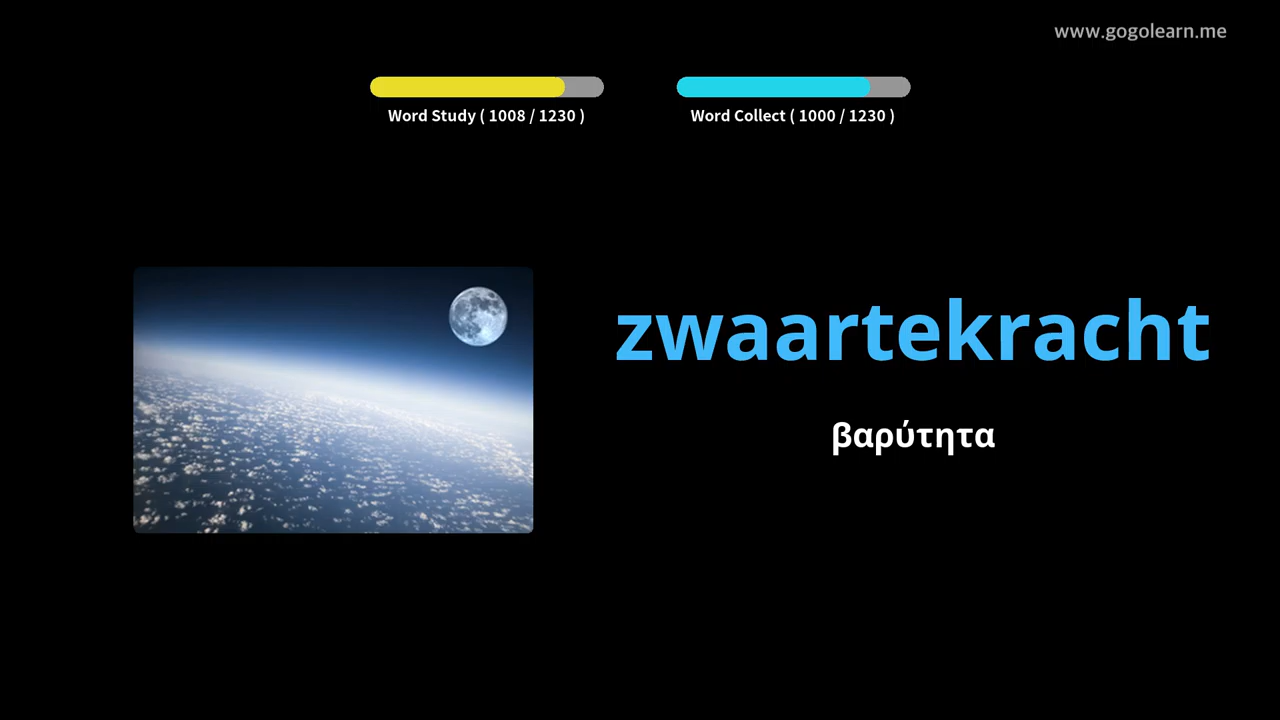 www.gogolearn.me
Word Study ( 1008 / 1230 )
Word Collect ( 1000 / 1230 )
zwaartekracht
βαρύτητα